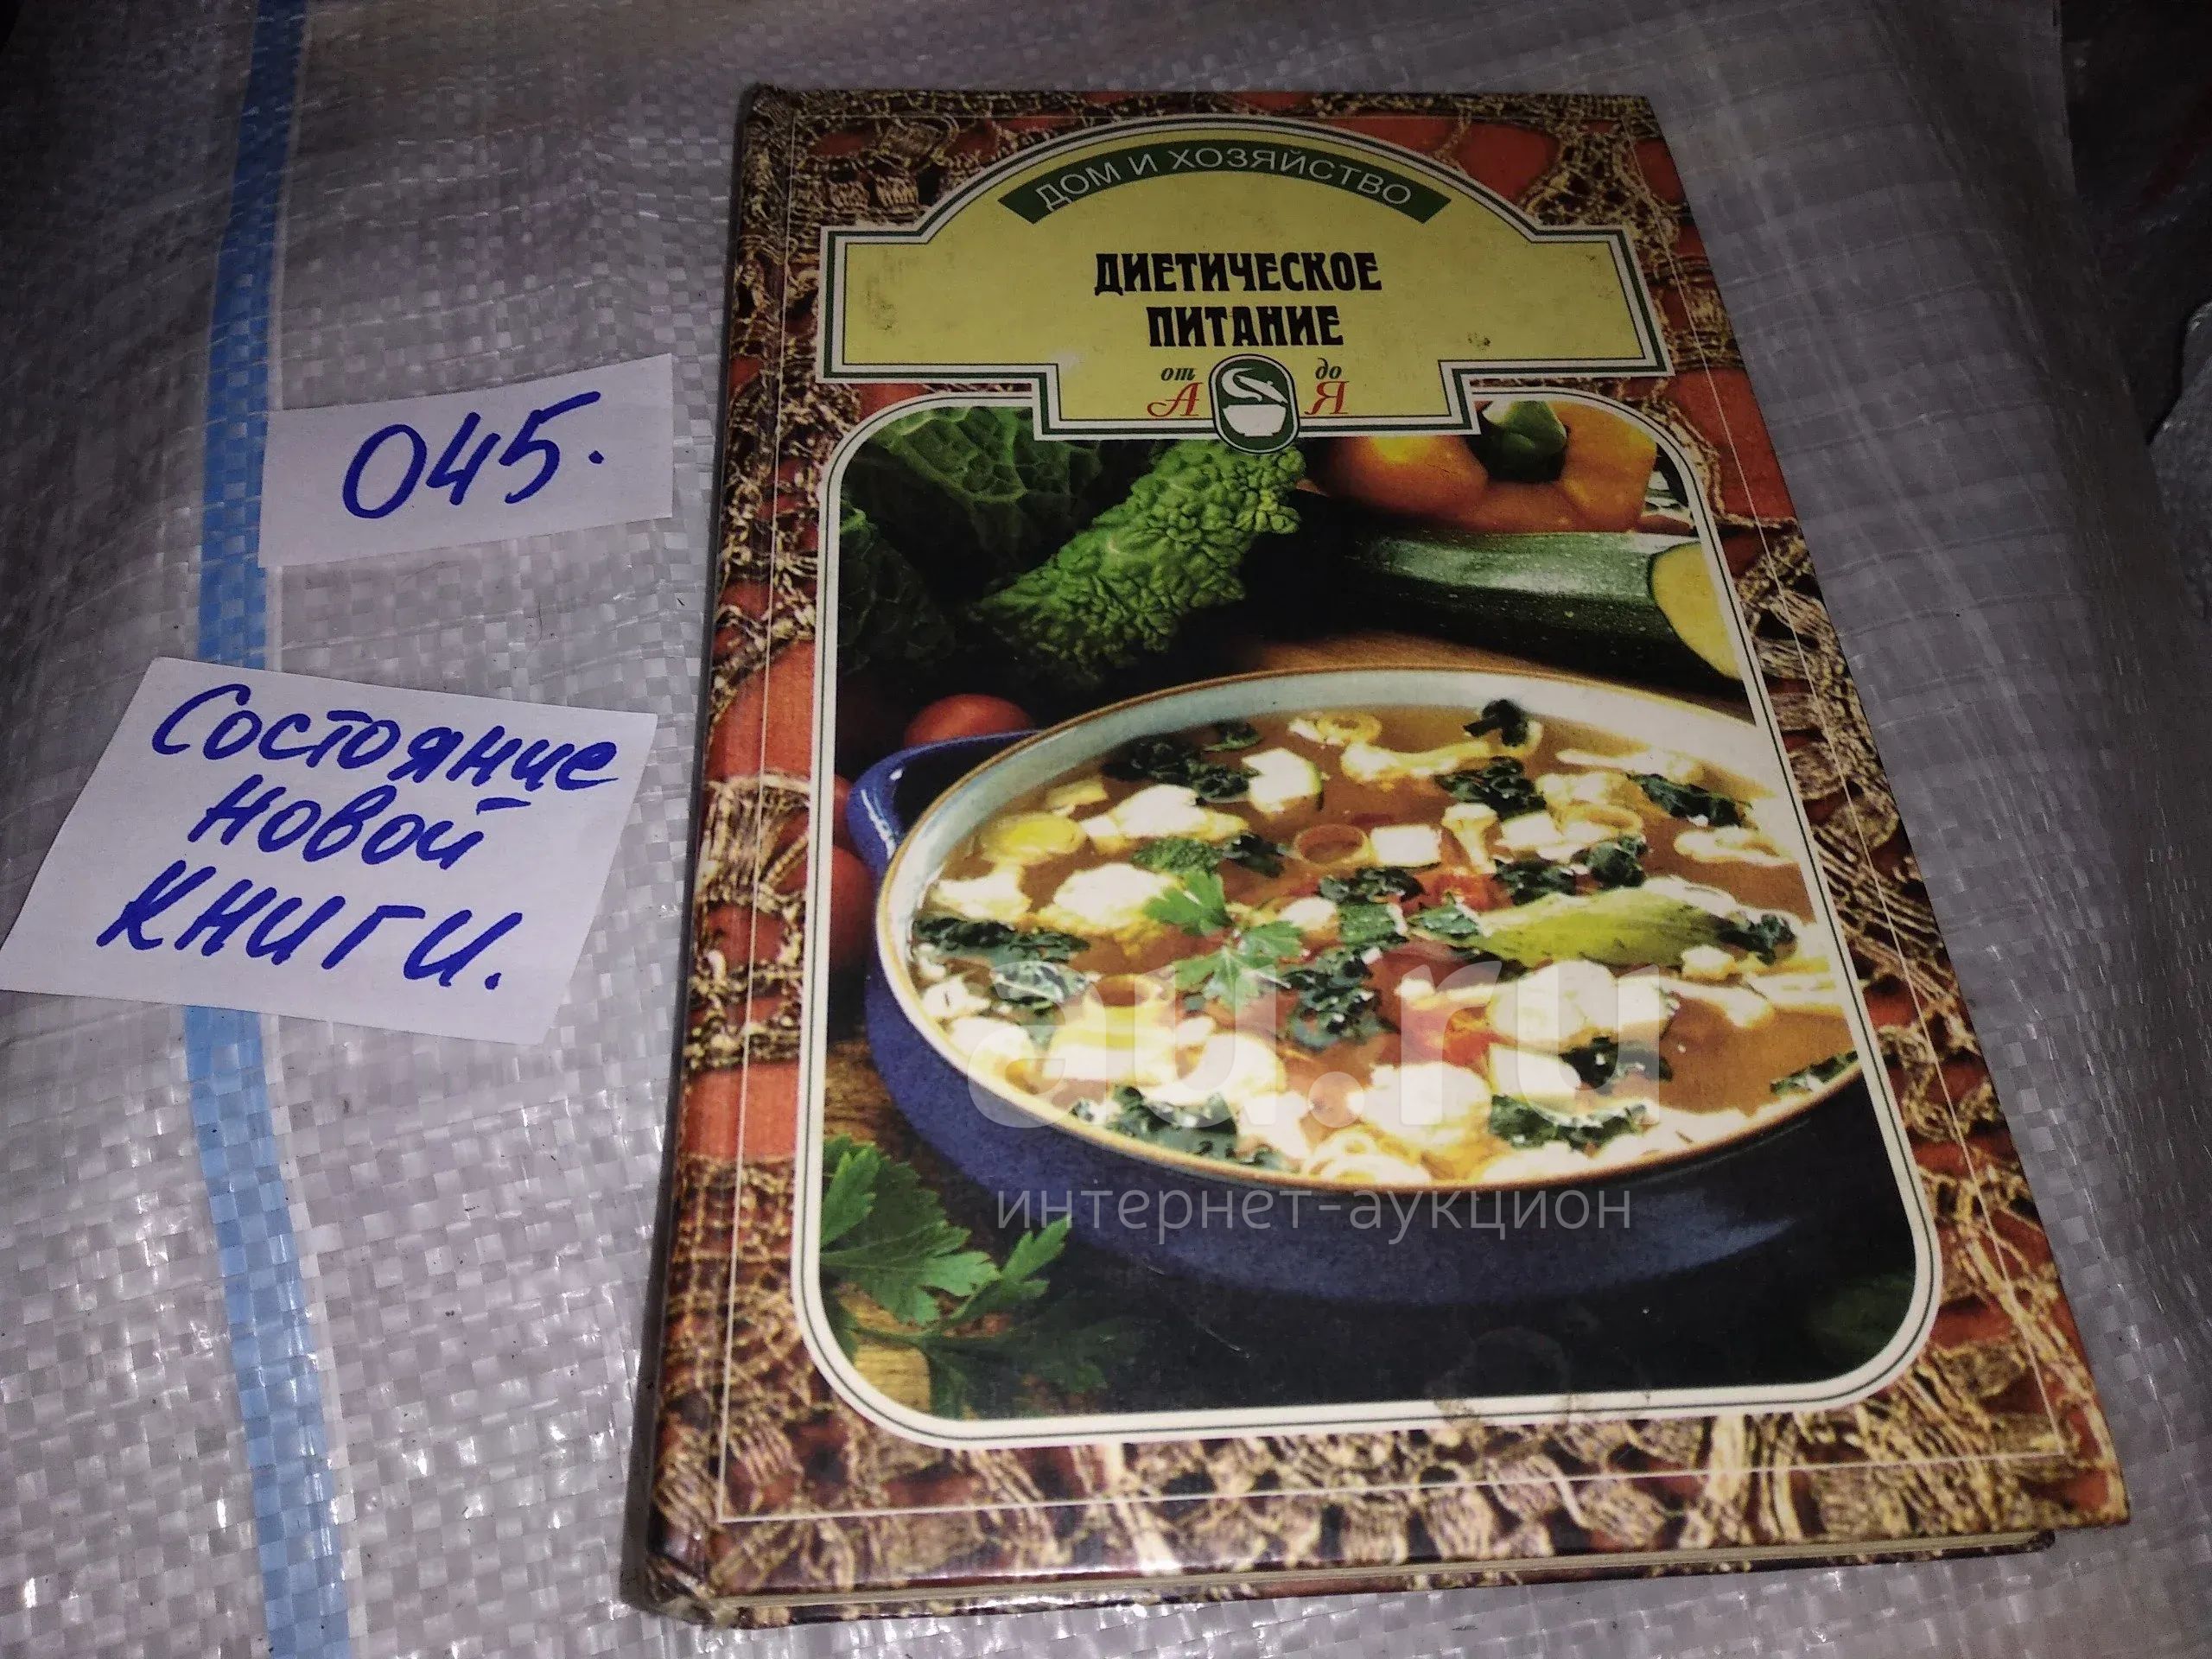 045.
Состояние
новой
книги.
ДОМ И ХОЗЯЙСТВО
ДИЕТИЧЕСКОЕ
ПИТАНИЕ
от до
А Я
au.ru
интернет-аукцион